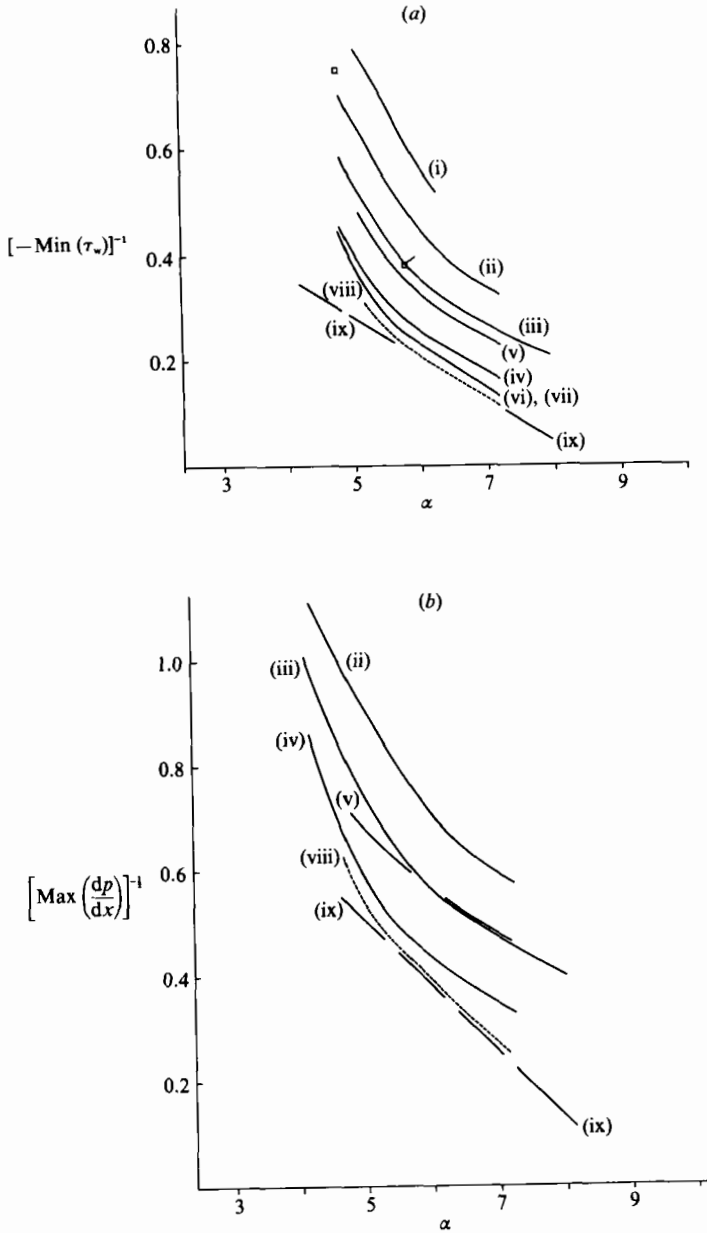 (a)
0.8
(i)
0.6
[−Min (τw)]⁻¹
(ii)
0.4
(viii)
(iii)
(ix)
(v)
0.2
(iv)
(vi), (vii)
(ix)
3
5
7
9
α
(b)
1.0
(iii)
(ii)
(iv)
0.8
(v)
(viii)
0.6
[Max (dp/dx)]⁻¹
(ix)
0.4
0.2
(ix)
3
5
7
9
α